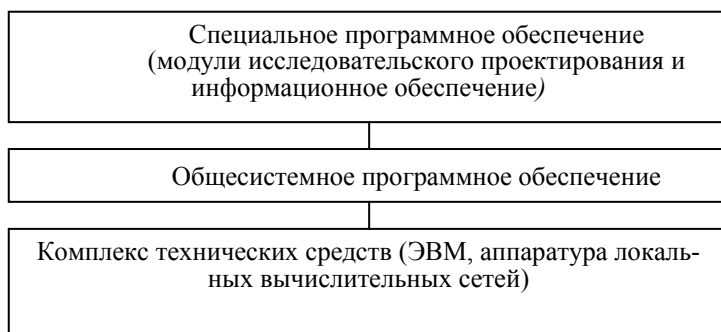 Специальное программное обеспечение
(модули исследовательского проектирования и
информационное обеспечение)
Общесистемное программное обеспечение
Комплекс технических средств (ЭВМ, аппаратура локаль-
ных вычислительных сетей)